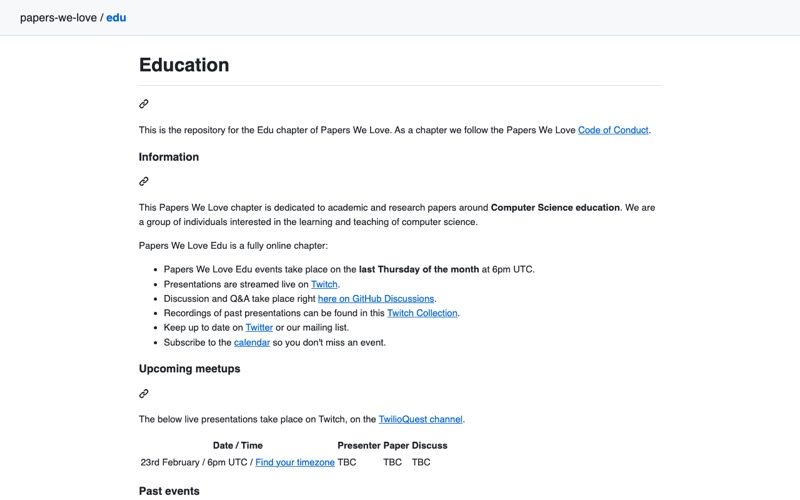 papers-we-love / edu
Education
This is the repository for the Edu chapter of Papers We Love. As a chapter we follow the Papers We Love Code of Conduct.
Information
This Papers We Love chapter is dedicated to academic and research papers around Computer Science education. We are
a group of individuals interested in the learning and teaching of computer science.
Papers We Love Edu is a fully online chapter:
• Papers We Love Edu events take place on the last Thursday of the month at 6pm UTC.
• Presentations are streamed live on Twitch.
• Discussion and Q&A take place right here on GitHub Discussions.
• Recordings of past presentations can be found in this Twitch Collection.
• Keep up to date on Twitter or our mailing list.
• Subscribe to the calendar so you don't miss an event.
Upcoming meetups
The below live presentations take place on Twitch, on the TwilioQuest channel.
Date / Time Presenter Paper Discuss
23rd February / 6pm UTC / Find your timezone TBC TBC TBC
Past events